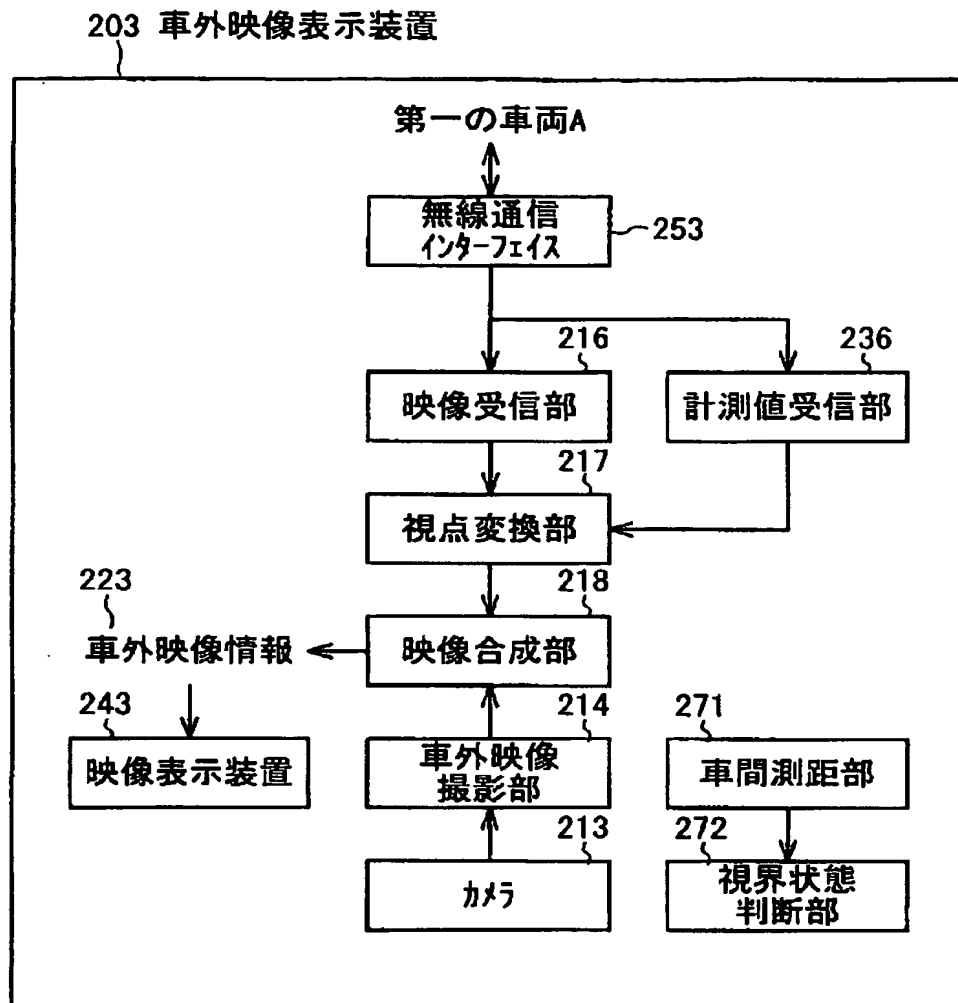 203 車外映像表示装置
第一の車両A
無線通信
インターフェイス
253
216
映像受信部
236
計測値受信部
217
視点変換部
218
映像合成部
223
車外映像情報
243
映像表示装置
214
車外映像
撮影部
271
車間測距部
213
カメラ
272
視界状態
判断部